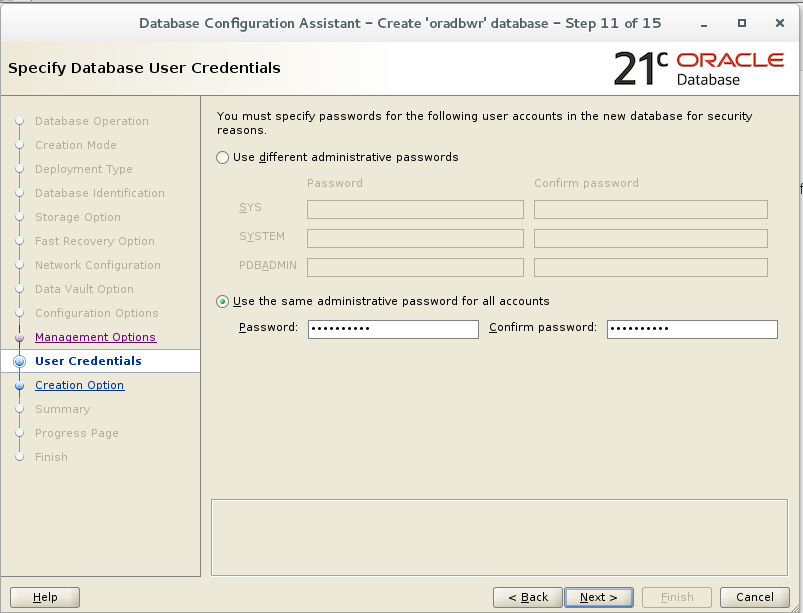 Database Configuration Assistant – Create 'oradbwr' database – Step 11 of 15
Specify Database User Credentials
21c ORACLE
Database
Database Operation
Creation Mode
Deployment Type
Database Identification
Storage Option
Fast Recovery Option
Network Configuration
Data Vault Option
Configuration Options
Management Options
User Credentials
Creation Option
Summary
Progress Page
Finish
You must specify passwords for the following user accounts in the new database for security
reasons.
Use different administrative passwords
Password Confirm password
SYS
SYSTEM
PDBADMIN
Use the same administrative password for all accounts
Password: •••••••••• Confirm password: ••••••••••
Help < Back Next > Finish Cancel